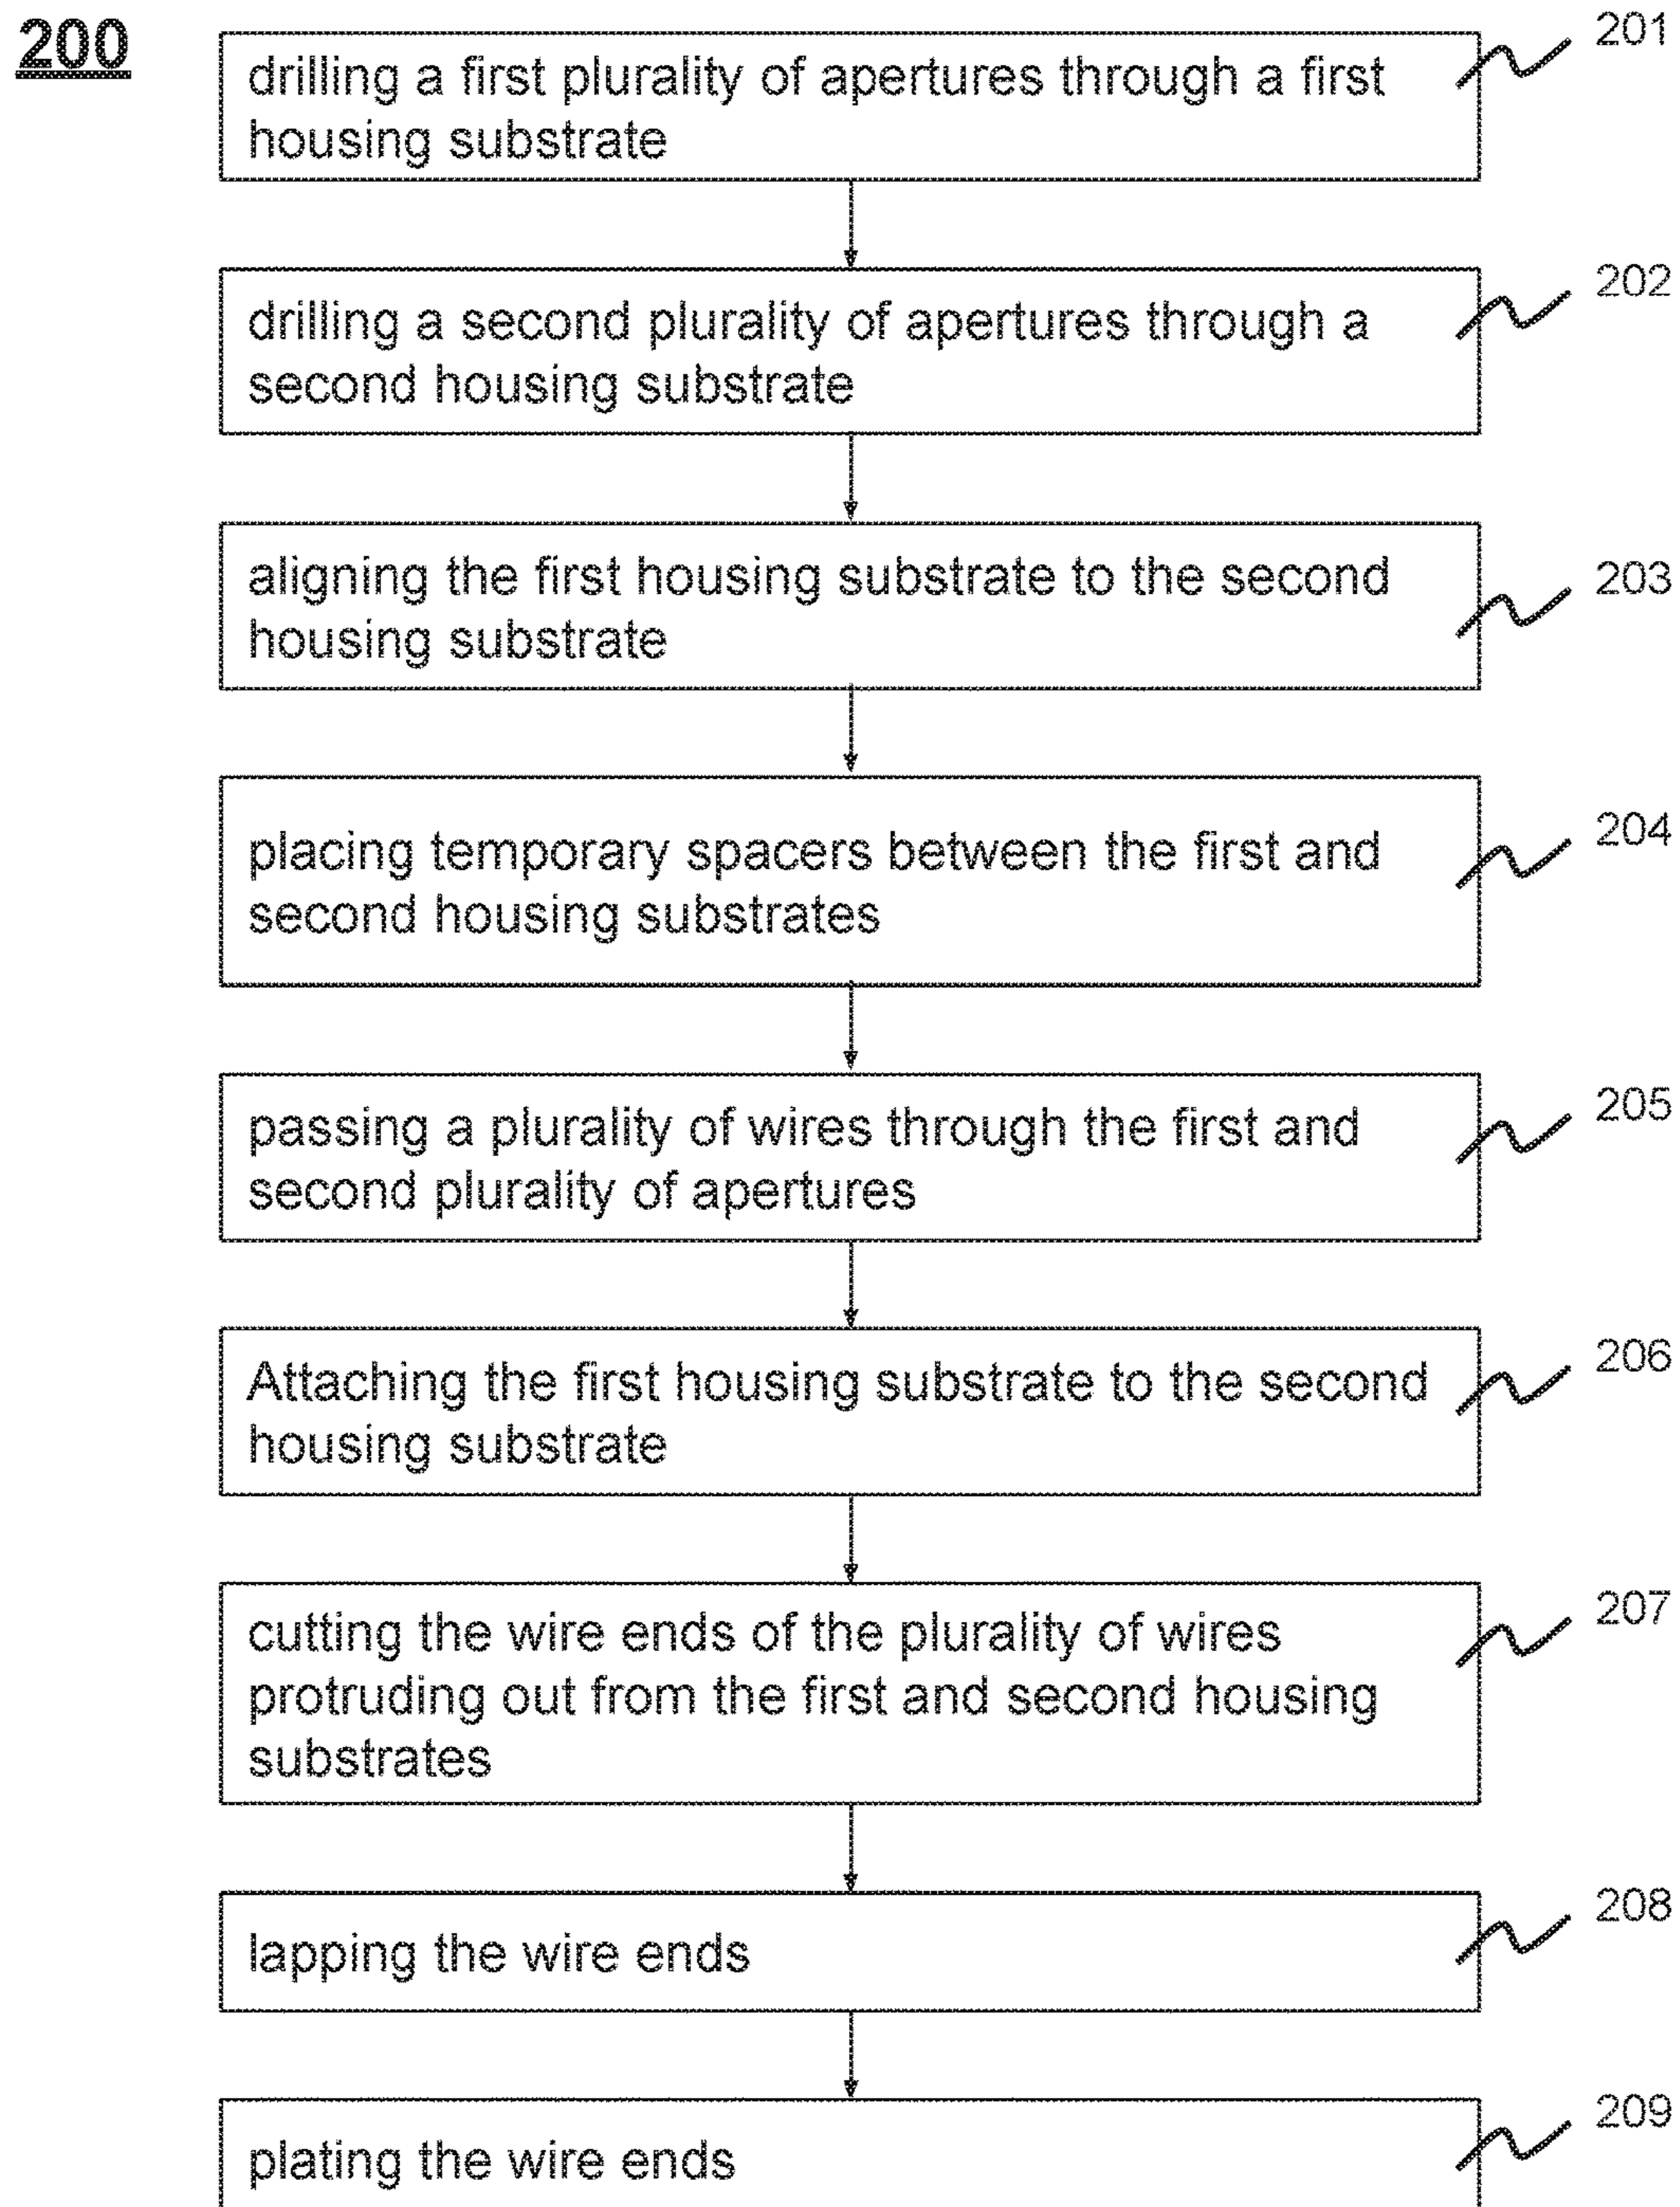 200
201
drilling a first plurality of apertures through a first
housing substrate
202
drilling a second plurality of apertures through a
second housing substrate
203
aligning the first housing substrate to the second
housing substrate
204
placing temporary spacers between the first and
second housing substrates
205
passing a plurality of wires through the first and
second plurality of apertures
206
Attaching the first housing substrate to the second
housing substrate
207
cutting the wire ends of the plurality of wires
protruding out from the first and second housing
substrates
208
lapping the wire ends
209
plating the wire ends